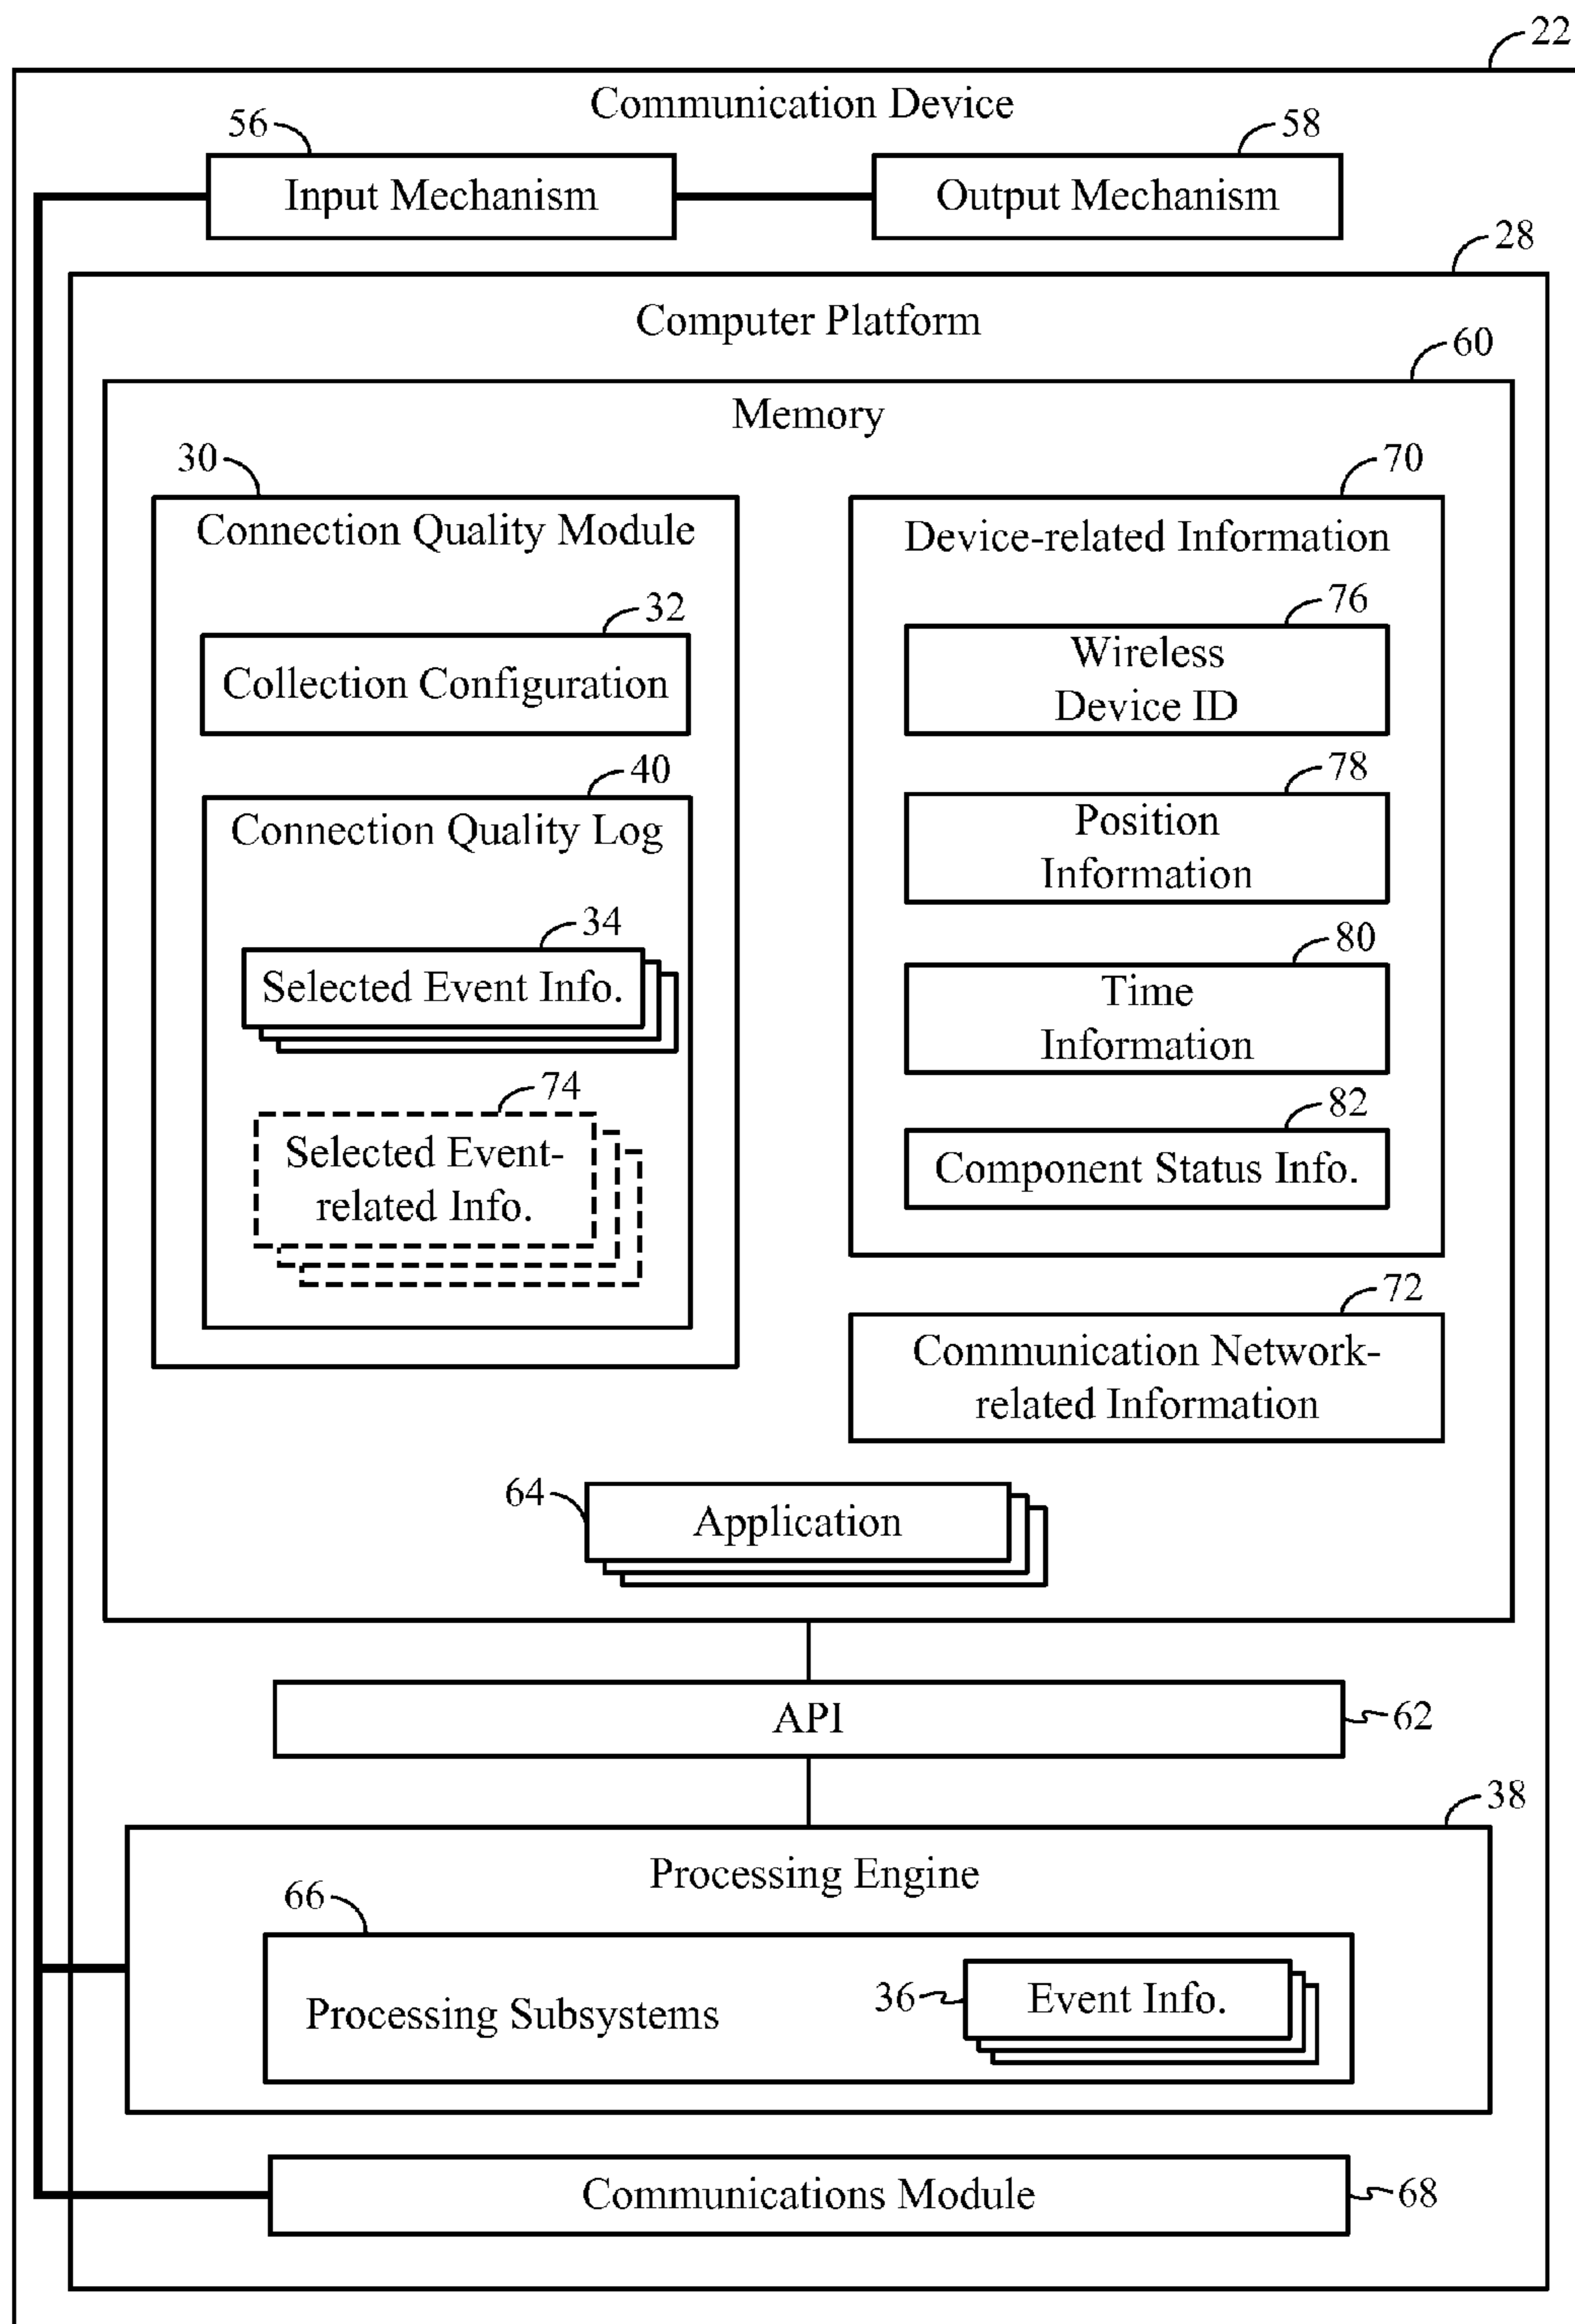 22
Communication Device
56
58
Input Mechanism
Output Mechanism
28
Computer Platform
60
Memory
30
Connection Quality Module
32
Collection Configuration
40
Connection Quality Log
34
Selected Event Info.
74
Selected Event-
related Info.
70
Device-related Information
76
Wireless
Device ID
78
Position
Information
80
Time
Information
82
Component Status Info.
72
Communication Network-
related Information
64
Application
API
62
38
Processing Engine
66
Processing Subsystems
36
Event Info.
Communications Module
68